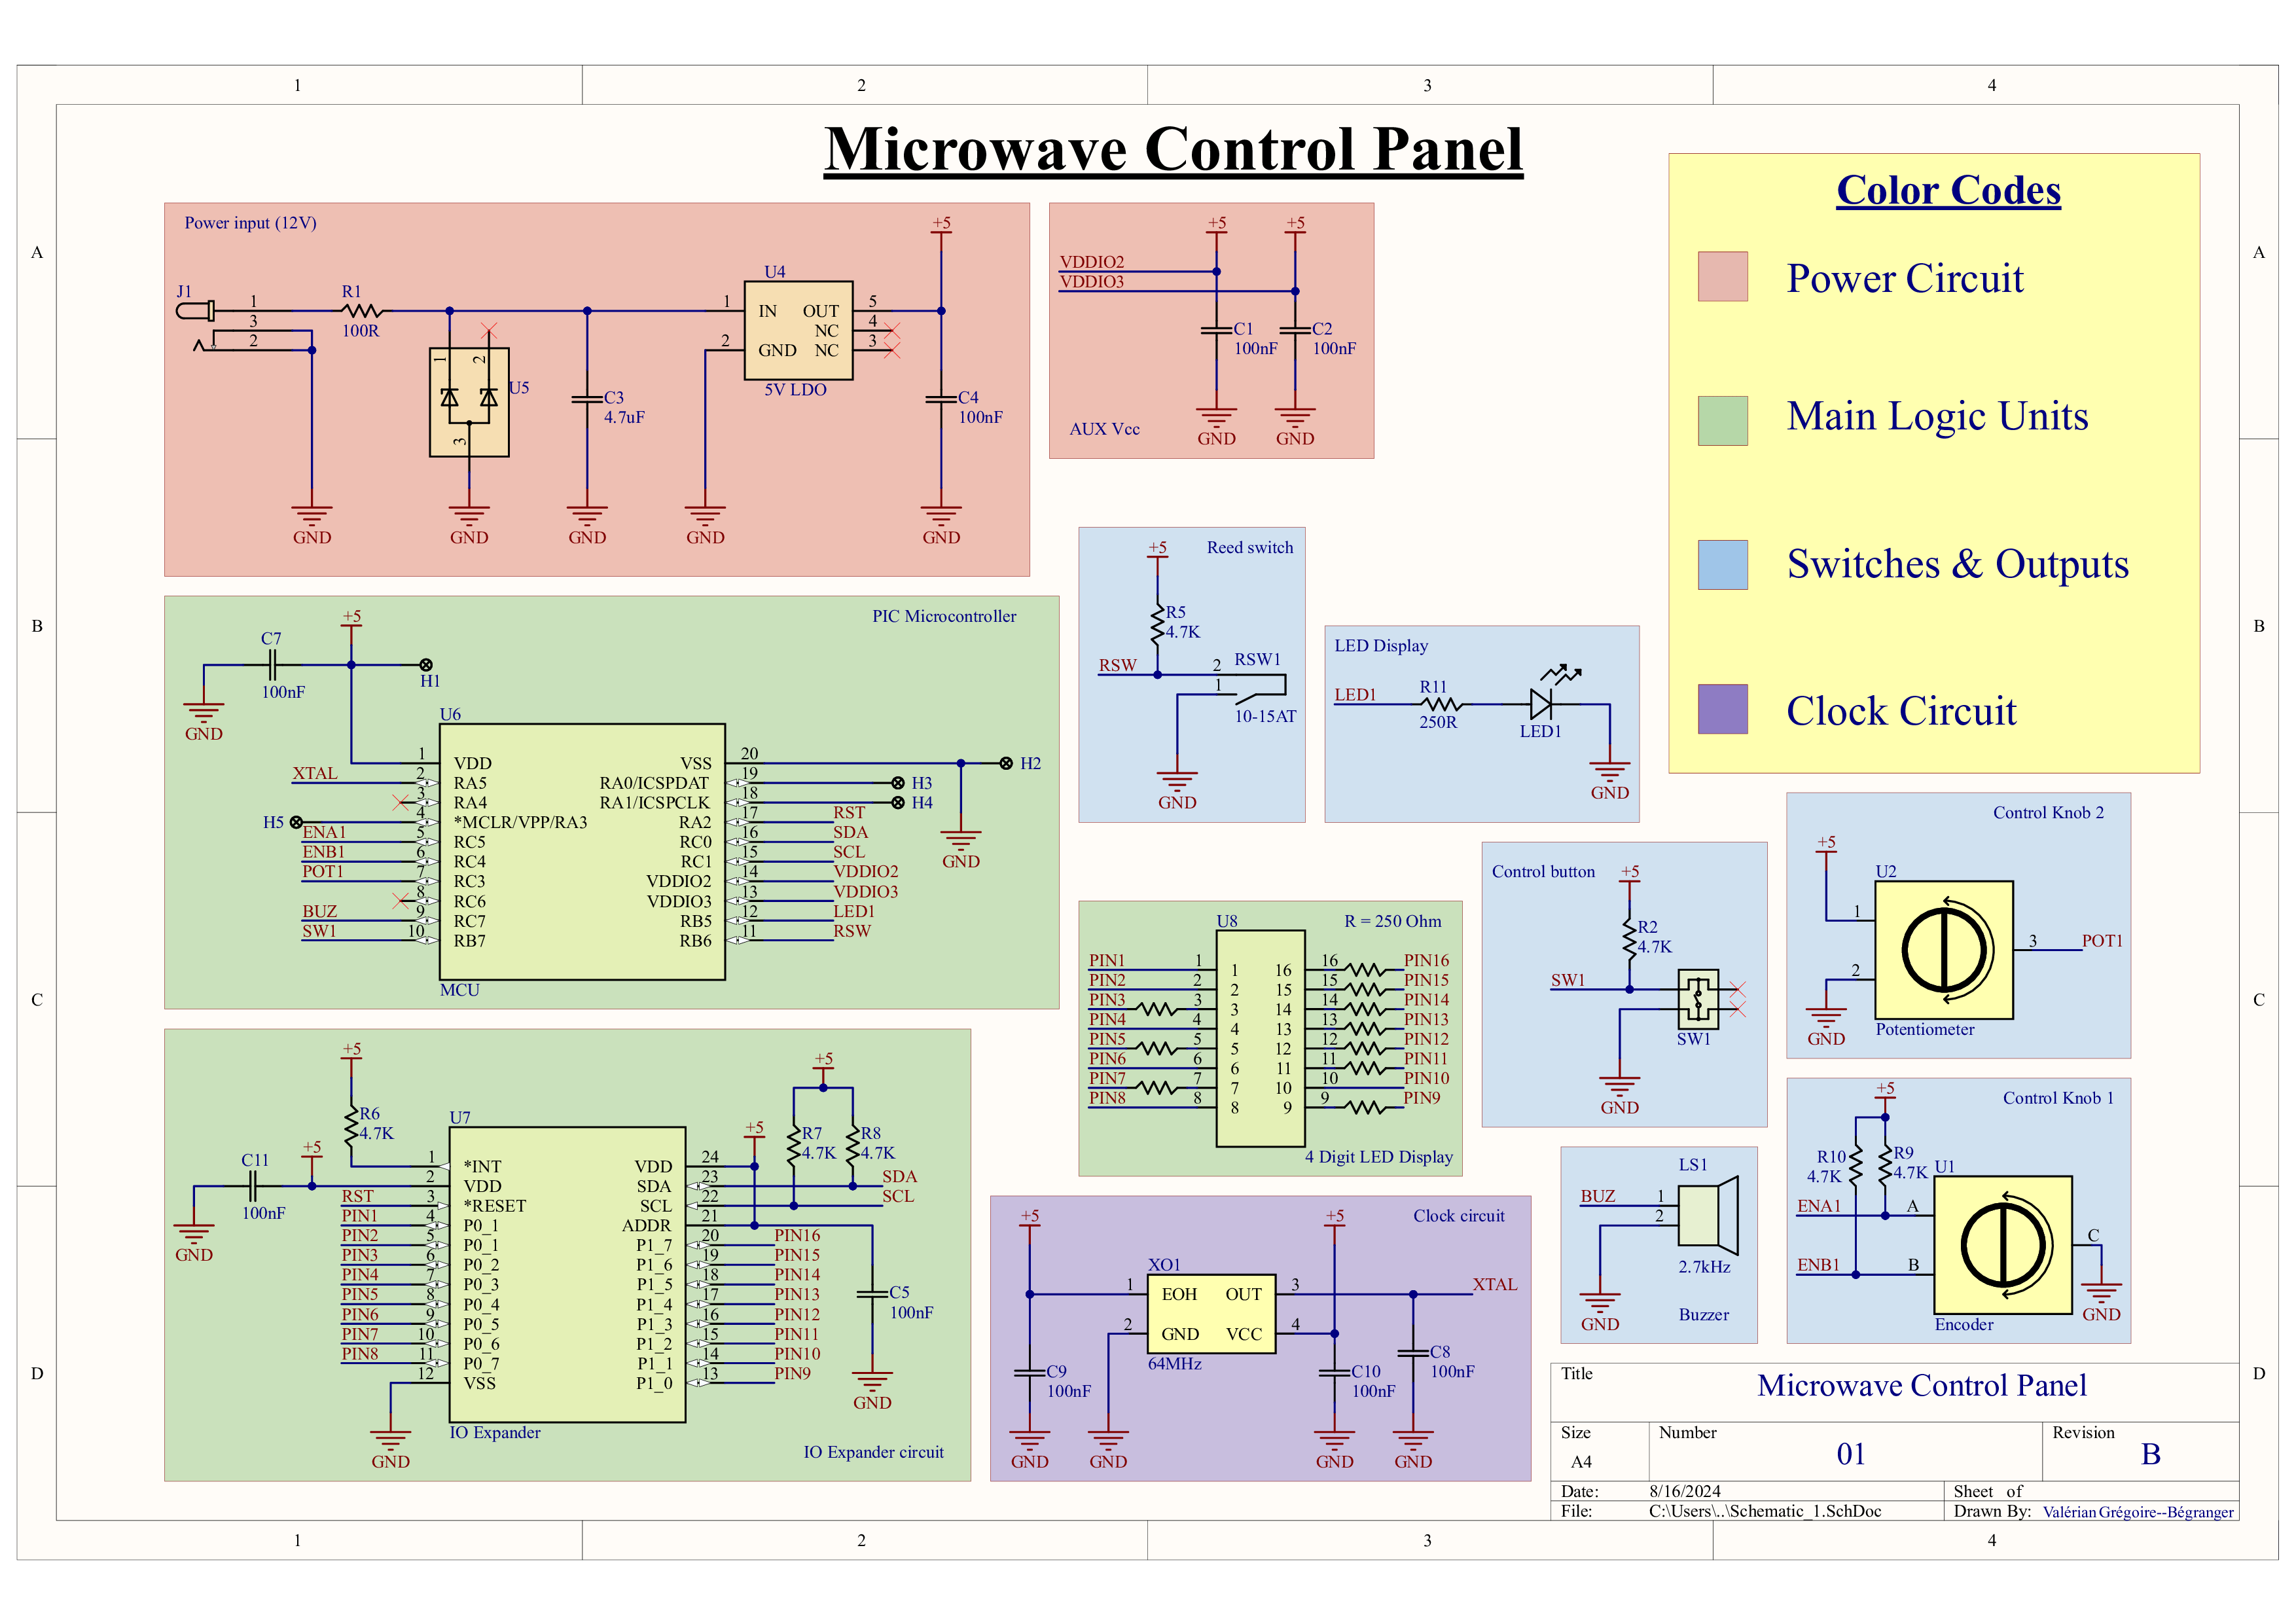 1
2
3
4
A
A
B
B
C
C
D
D
Microwave Control Panel
Color Codes
Power Circuit
Main Logic Units
Switches & Outputs
Clock Circuit
Power input (12V)
J1
1
3
2
R1
100R
1
2
3
U5
C3
4.7uF
GND
GND
GND
GND
GND
U4
1
IN
OUT
5
NC
4
2
GND
NC
3
5V LDO
+5
C4
100nF
+5
+5
VDDIO2
VDDIO3
C1
100nF
C2
100nF
AUX Vcc
GND
GND
Reed switch
+5
R5
4.7K
RSW
2
RSW1
1
10-15AT
GND
LED Display
LED1
R11
250R
LED1
GND
PIC Microcontroller
+5
C7
100nF
H1
GND
U6
1 VDD
XTAL 2 RA5
3 RA4
H5 4 *MCLR/VPP/RA3
ENA1 5 RC5
ENB1 6 RC4
POT1 7 RC3
8 RC6
BUZ 9 RC7
SW1 10 RB7
VSS 20 H2
RA0/ICSPDAT 19 H3
RA1/ICSPCLK 18 H4
RA2 17 RST
RC0 16 SDA
RC1 15 SCL
VDDIO2 14 VDDIO2
VDDIO3 13 VDDIO3
RB5 12 LED1
RB6 11 RSW
GND
MCU
Control button
+5
R2
4.7K
SW1
SW1
GND
Control Knob 2
+5
U2
1
2
3
POT1
GND
Potentiometer
U8
R = 250 Ohm
PIN1 1 1 16 16 PIN16
PIN2 2 2 15 15 PIN15
PIN3 3 3 14 14 PIN14
PIN4 4 4 13 13 PIN13
PIN5 5 5 12 12 PIN12
PIN6 6 6 11 11 PIN11
PIN7 7 7 10 10 PIN10
PIN8 8 8 9 9 PIN9
4 Digit LED Display
+5
R6
4.7K
+5
C11
100nF
GND
U7
+5
+5
R7
4.7K
R8
4.7K
1 *INT
2 VDD
RST 3 *RESET
PIN1 4 P0_1
PIN2 5 P0_1
PIN3 6 P0_2
PIN4 7 P0_3
PIN5 8 P0_4
PIN6 9 P0_5
PIN7 10 P0_6
PIN8 11 P0_7
12 VSS
VDD 24
SDA 23 SDA
SCL 22 SCL
ADDR 21
P1_7 20 PIN16
P1_6 19 PIN15
P1_5 18 PIN14
P1_4 17 PIN13
P1_3 16 PIN12
P1_2 15 PIN11
P1_1 14 PIN10
P1_0 13 PIN9
C5
100nF
GND
GND
IO Expander
IO Expander circuit
Clock circuit
+5
+5
XO1
1 EOH
OUT 3
XTAL
2 GND
VCC 4
64MHz
C9
100nF
C10
100nF
C8
100nF
GND
GND
GND
GND
LS1
BUZ
1
2
2.7kHz
GND
Buzzer
Control Knob 1
+5
R10
4.7K
R9
4.7K
U1
ENA1
A
ENB1
B
C
GND
Encoder
Title
Microwave Control Panel
Size
A4
Number
01
Revision
B
Date: 8/16/2024
Sheet of
File: C:\Users\..\Schematic_1.SchDoc
Drawn By: Valérian Grégoire--Bégranger
1
2
3
4